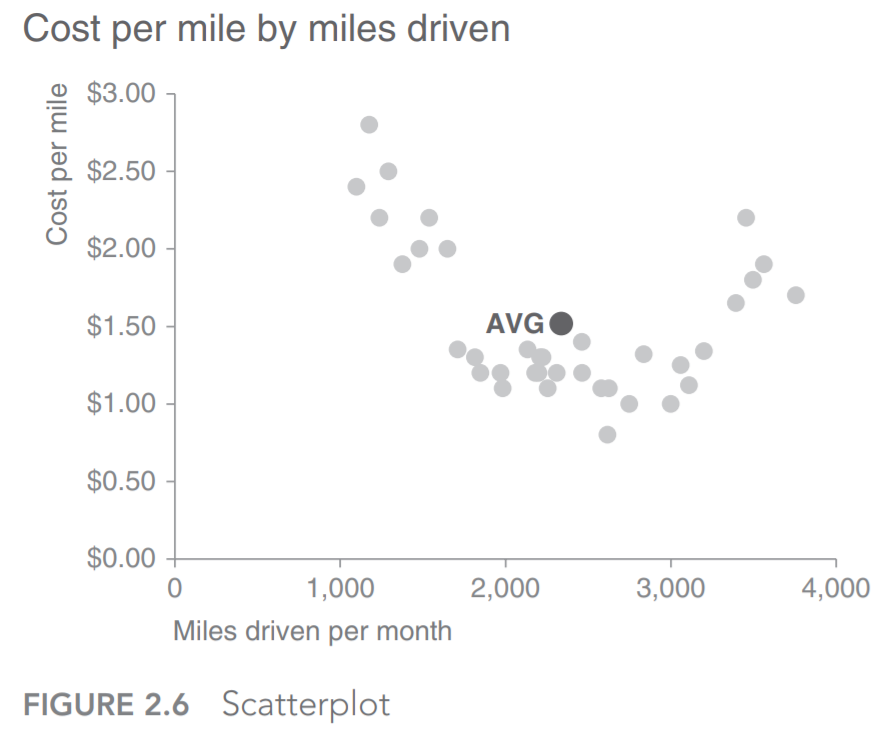 Cost per mile by miles driven
Cost per mile
$3.00
$2.50
$2.00
$1.50
$1.00
$0.50
$0.00
AVG
0 1,000 2,000 3,000 4,000
Miles driven per month
FIGURE 2.6 Scatterplot